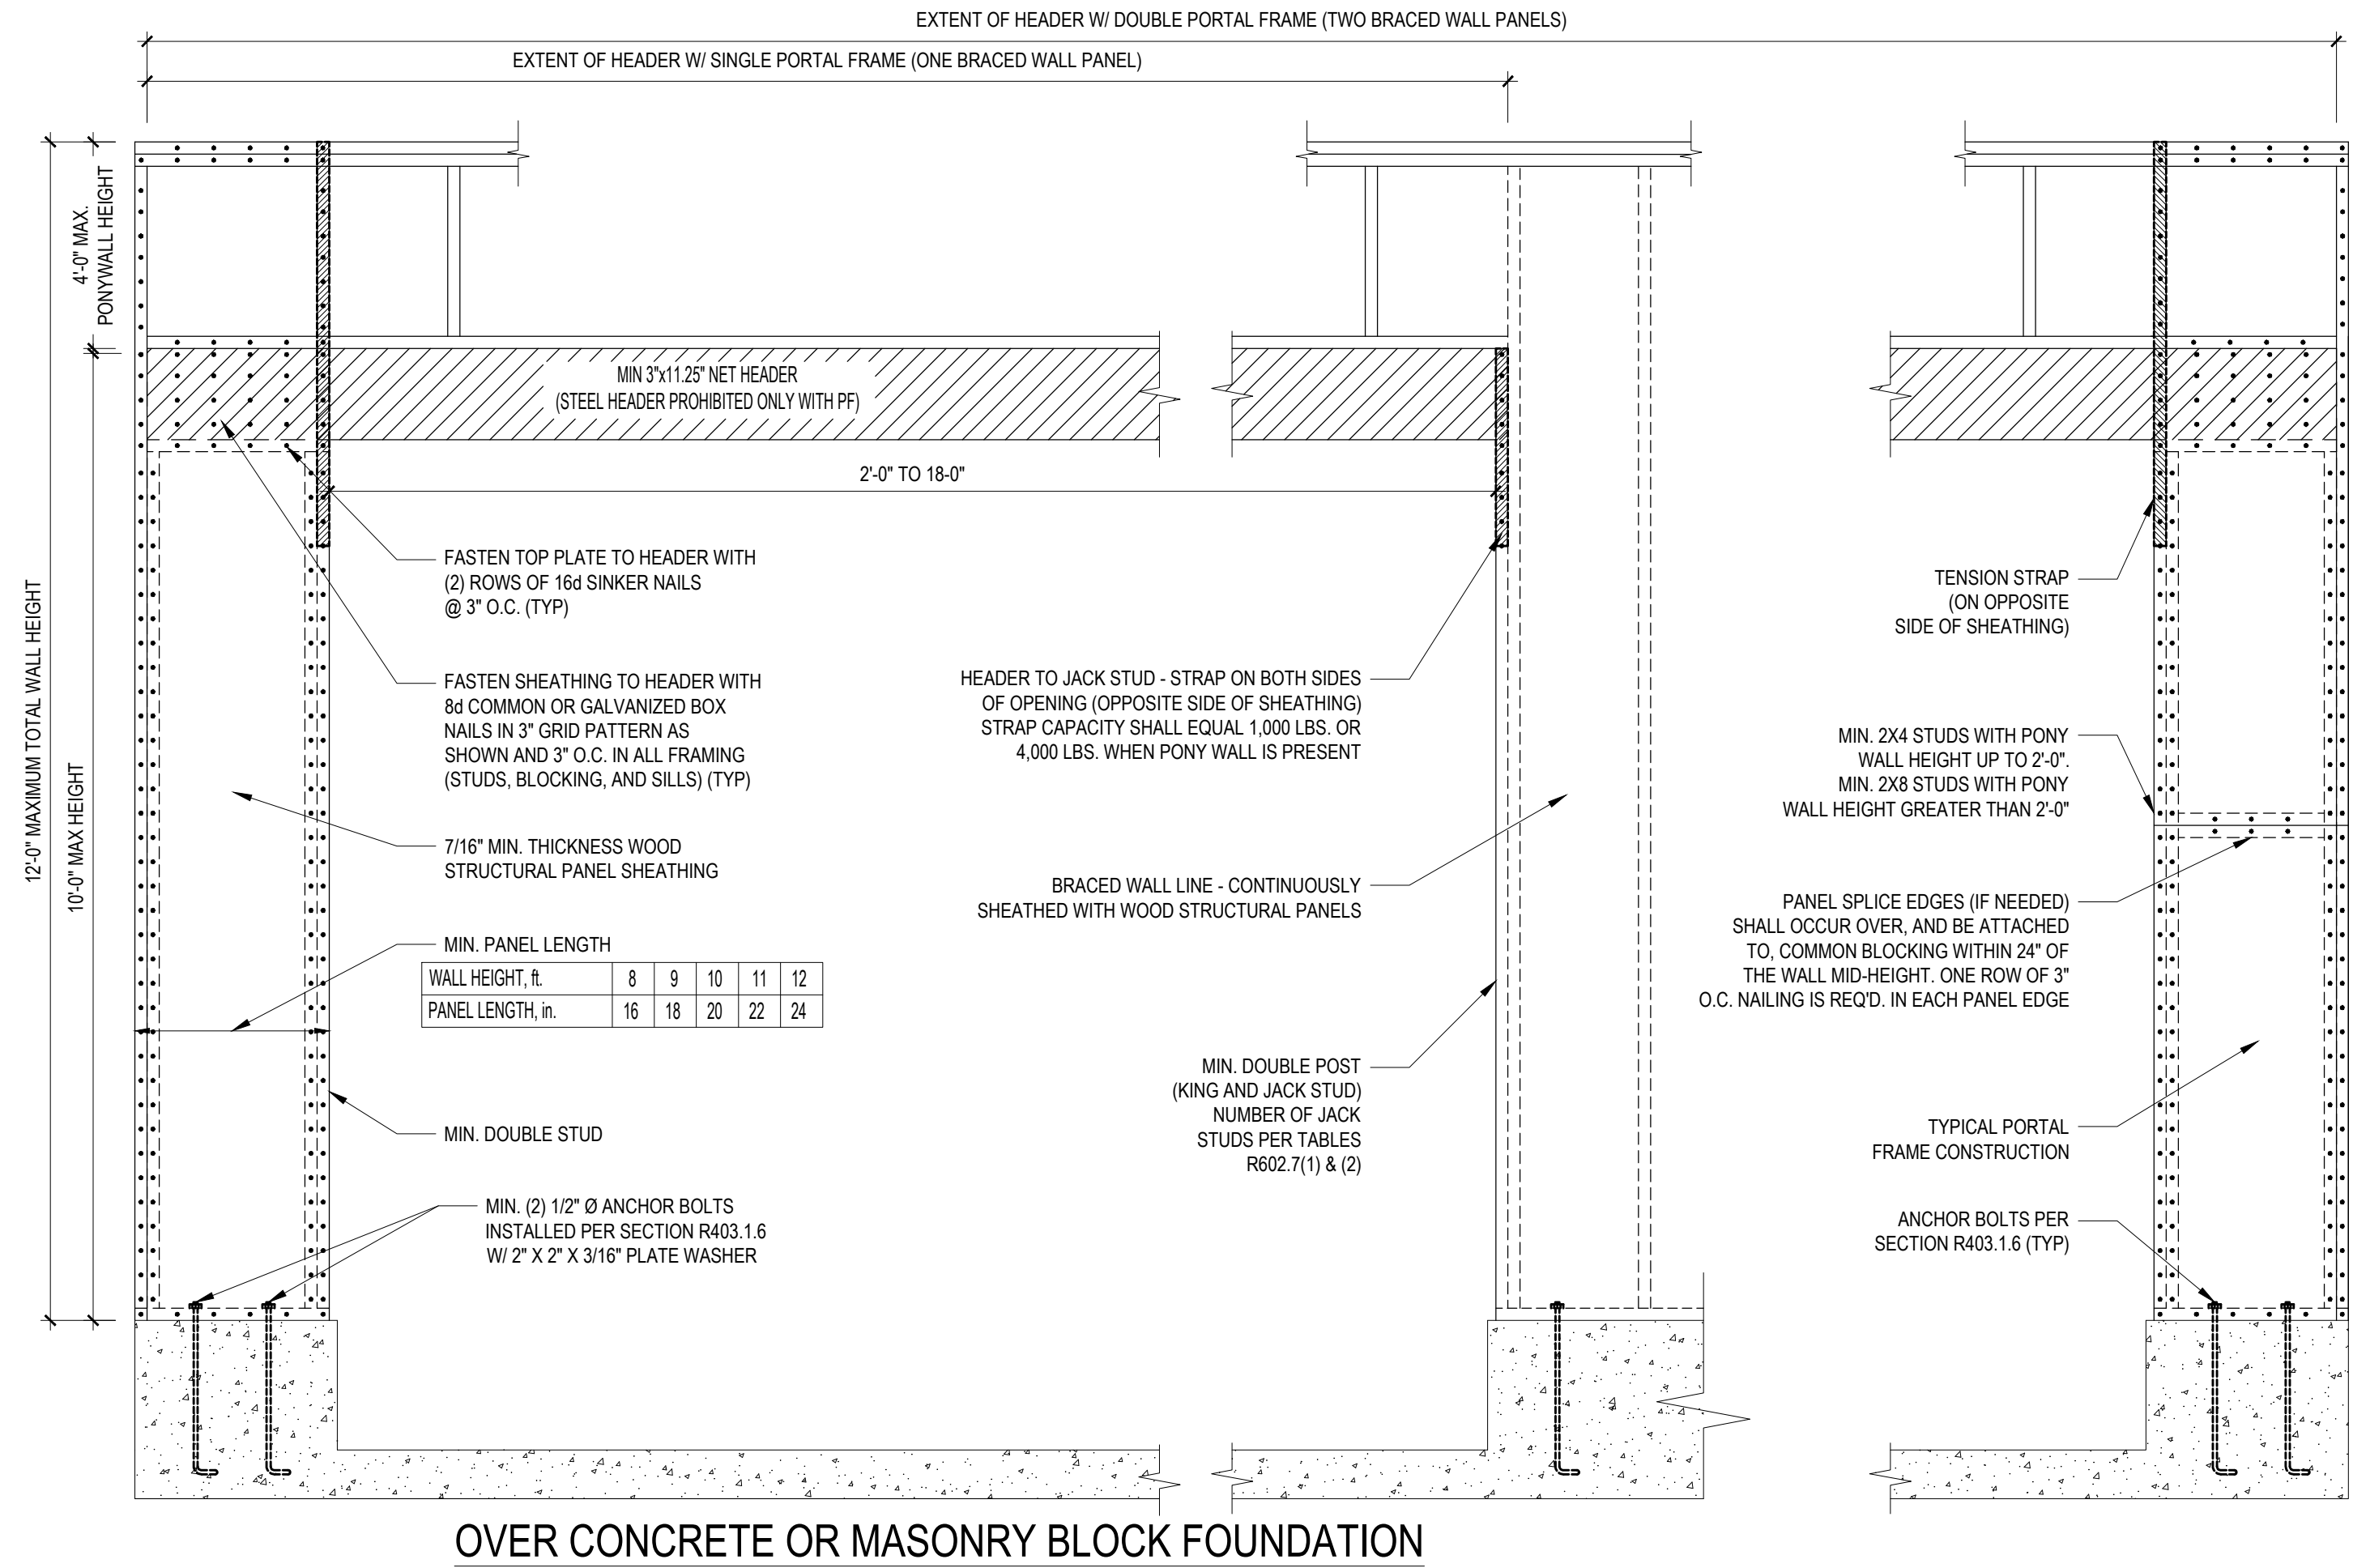 EXTENT OF HEADER W/ DOUBLE PORTAL FRAME (TWO BRACED WALL PANELS)
EXTENT OF HEADER W/ SINGLE PORTAL FRAME (ONE BRACED WALL PANEL)
4'-0" MAX.
PONYWALL HEIGHT
12'-0" MAXIMUM TOTAL WALL HEIGHT
10'-0" MAX HEIGHT
MIN 3"x11.25" NET HEADER
(STEEL HEADER PROHIBITED ONLY WITH PF)
2'-0" TO 18-0"
FASTEN TOP PLATE TO HEADER WITH
(2) ROWS OF 16d SINKER NAILS
@ 3" O.C. (TYP)
FASTEN SHEATHING TO HEADER WITH
8d COMMON OR GALVANIZED BOX
NAILS IN 3" GRID PATTERN AS
SHOWN AND 3" O.C. IN ALL FRAMING
(STUDS, BLOCKING, AND SILLS) (TYP)
7/16" MIN. THICKNESS WOOD
STRUCTURAL PANEL SHEATHING
MIN. PANEL LENGTH
WALL HEIGHT, ft. 8 9 10 11 12
PANEL LENGTH, in. 16 18 20 22 24
MIN. DOUBLE STUD
MIN. (2) 1/2" Ø ANCHOR BOLTS
INSTALLED PER SECTION R403.1.6
W/ 2" X 2" X 3/16" PLATE WASHER
HEADER TO JACK STUD - STRAP ON BOTH SIDES
OF OPENING (OPPOSITE SIDE OF SHEATHING)
STRAP CAPACITY SHALL EQUAL 1,000 LBS. OR
4,000 LBS. WHEN PONY WALL IS PRESENT
BRACED WALL LINE - CONTINUOUSLY
SHEATHED WITH WOOD STRUCTURAL PANELS
MIN. DOUBLE POST
(KING AND JACK STUD)
NUMBER OF JACK
STUDS PER TABLES
R602.7(1) & (2)
TENSION STRAP
(ON OPPOSITE
SIDE OF SHEATHING)
MIN. 2X4 STUDS WITH PONY
WALL HEIGHT UP TO 2'-0".
MIN. 2X8 STUDS WITH PONY
WALL HEIGHT GREATER THAN 2'-0"
PANEL SPLICE EDGES (IF NEEDED)
SHALL OCCUR OVER, AND BE ATTACHED
TO, COMMON BLOCKING WITHIN 24" OF
THE WALL MID-HEIGHT. ONE ROW OF 3"
O.C. NAILING IS REQ'D. IN EACH PANEL EDGE
TYPICAL PORTAL
FRAME CONSTRUCTION
ANCHOR BOLTS PER
SECTION R403.1.6 (TYP)
OVER CONCRETE OR MASONRY BLOCK FOUNDATION